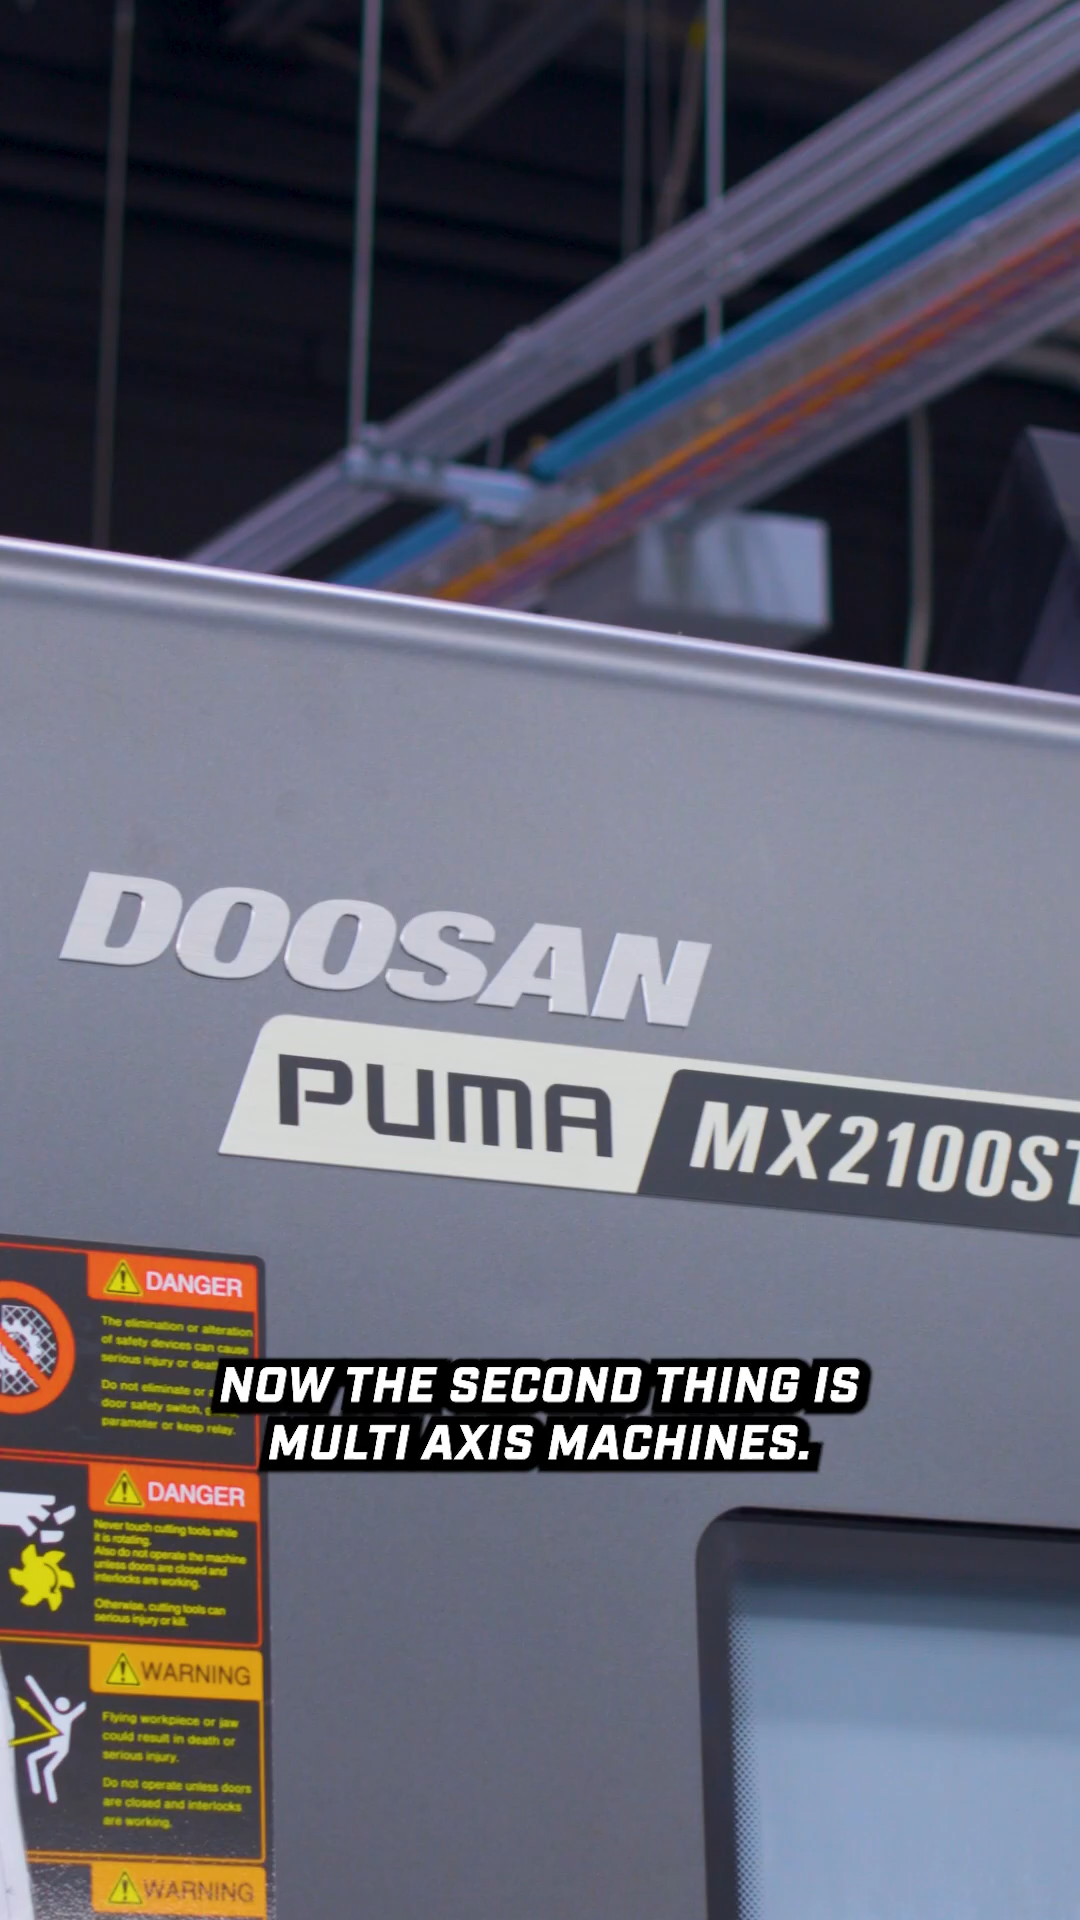 DOOSAN
PUMA MX2100ST
DANGER
The elimination or alteration
of safety devices can cause
serious injury or death
Do not eliminate or
door safety switch,
parameter or keep relay.
NOW THE SECOND THING IS
MULTI AXIS MACHINES.
DANGER
Never touch cutting tools while
it is rotating.
Also do not operate the machine
unless doors are closed and
interlocks are working.
Otherwise, cutting tools can
serious injury or kill.
WARNING
Flying workpiece or jaw
could result in death or
serious injury.
Do not operate unless doors
are closed and interlocks
are working.
WARNING